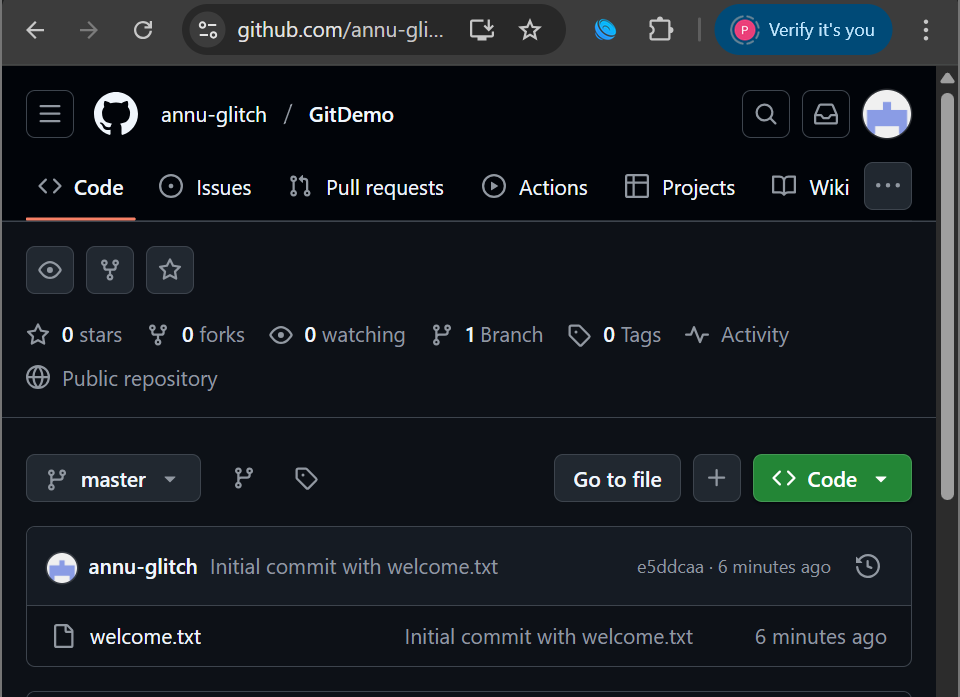 github.com/annu-gli...
P Verify it's you
annu-glitch / GitDemo
Code Issues Pull requests Actions Projects Wiki
0 stars 0 forks 0 watching 1 Branch 0 Tags Activity
Public repository
master Go to file Code
annu-glitch Initial commit with welcome.txt e5ddcaa · 6 minutes ago
welcome.txt Initial commit with welcome.txt 6 minutes ago